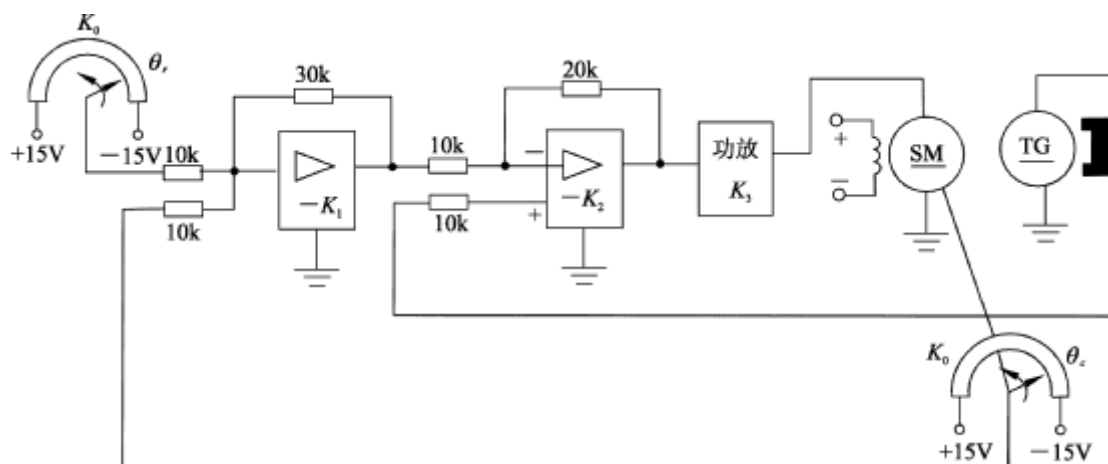 K₀
θᵣ
+15V
−15V
10k
10k
30k
−K₁
10k
10k
20k
−
+
−K₂
功放
K₃
+
−
SM
TG
K₀
θc
+15V
−15V